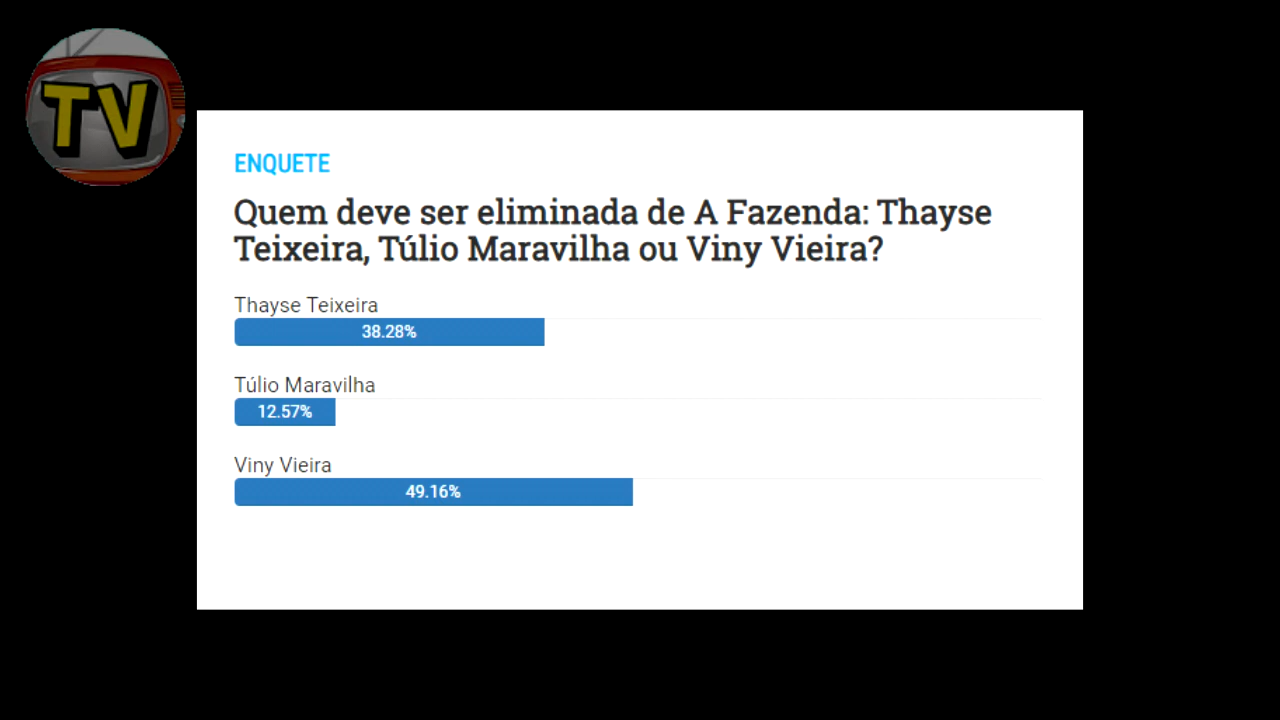 TV
ENQUETE
Quem deve ser eliminada de A Fazenda: Thayse
Teixeira, Túlio Maravilha ou Viny Vieira?
Thayse Teixeira
38.28%
Túlio Maravilha
12.57%
Viny Vieira
49.16%